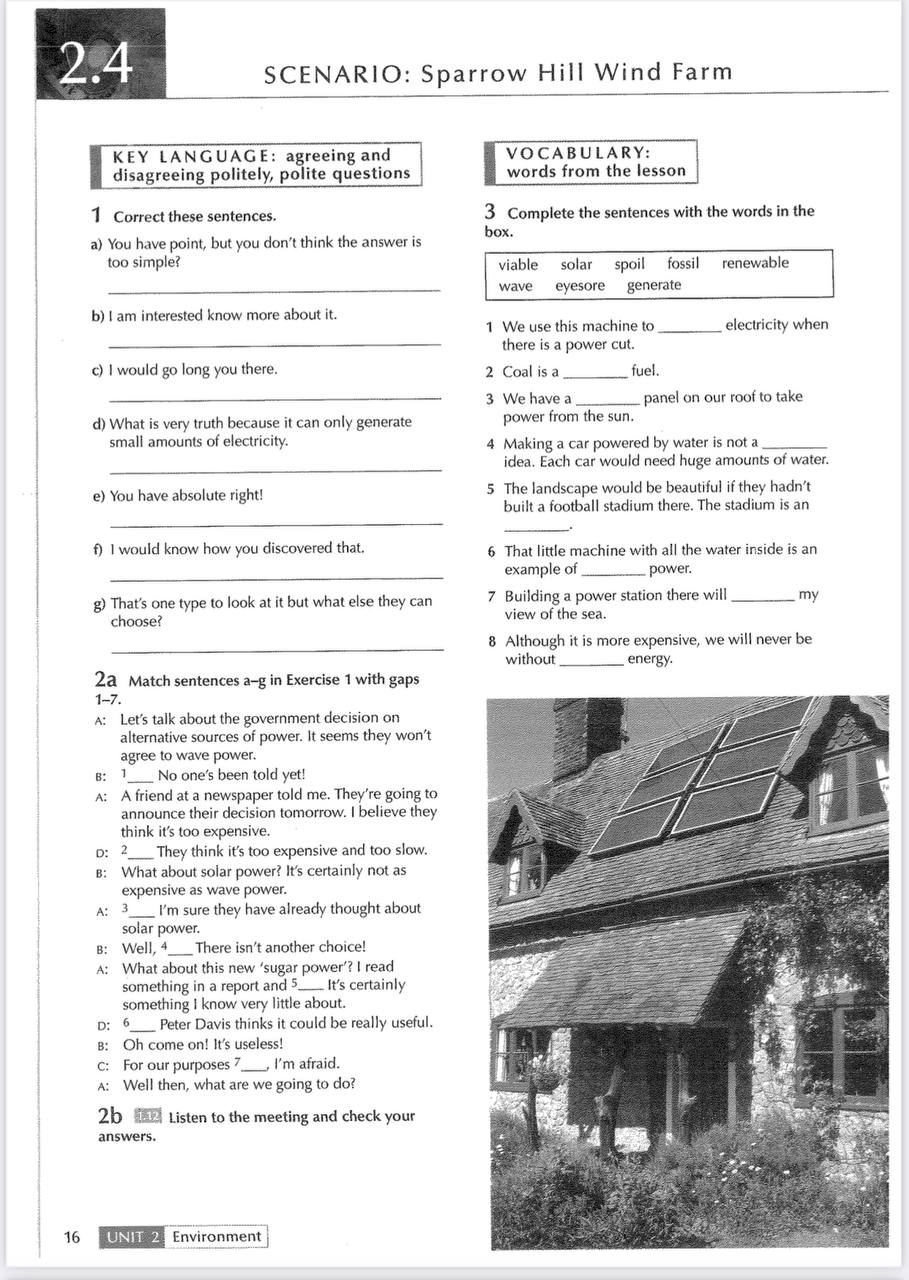 2.4
SCENARIO: Sparrow Hill Wind Farm
KEY LANGUAGE: agreeing and
disagreeing politely, polite questions
1 Correct these sentences.
a) You have point, but you don't think the answer is
too simple?
b) I am interested know more about it.
c) I would go long you there.
d) What is very truth because it can only generate
small amounts of electricity.
e) You have absolute right!
f) I would know how you discovered that.
g) That's one type to look at it but what else they can
choose?
2a Match sentences a–g in Exercise 1 with gaps
1–7.
A: Let's talk about the government decision on
alternative sources of power. It seems they won't
agree to wave power.
B: 1___ No one's been told yet!
A: A friend at a newspaper told me. They're going to
announce their decision tomorrow. I believe they
think it's too expensive.
D: 2___ They think it's too expensive and too slow.
B: What about solar power? It's certainly not as
expensive as wave power.
A: 3___ I'm sure they have already thought about
solar power.
B: Well, 4___ There isn't another choice!
A: What about this new 'sugar power'? I read
something in a report and 5___ It's certainly
something I know very little about.
D: 6___ Peter Davis thinks it could be really useful.
B: Oh come on! It's useless!
C: For our purposes 7___, I'm afraid.
A: Well then, what are we going to do?
2b 1.12 Listen to the meeting and check your
answers.
VOCABULARY:
words from the lesson
3 Complete the sentences with the words in the
box.
viable solar spoil fossil renewable
wave eyesore generate
1 We use this machine to ________ electricity when
there is a power cut.
2 Coal is a ________ fuel.
3 We have a ________ panel on our roof to take
power from the sun.
4 Making a car powered by water is not a ________
idea. Each car would need huge amounts of water.
5 The landscape would be beautiful if they hadn't
built a football stadium there. The stadium is an
________.
6 That little machine with all the water inside is an
example of ________ power.
7 Building a power station there will ________ my
view of the sea.
8 Although it is more expensive, we will never be
without ________ energy.
16 UNIT 2 Environment